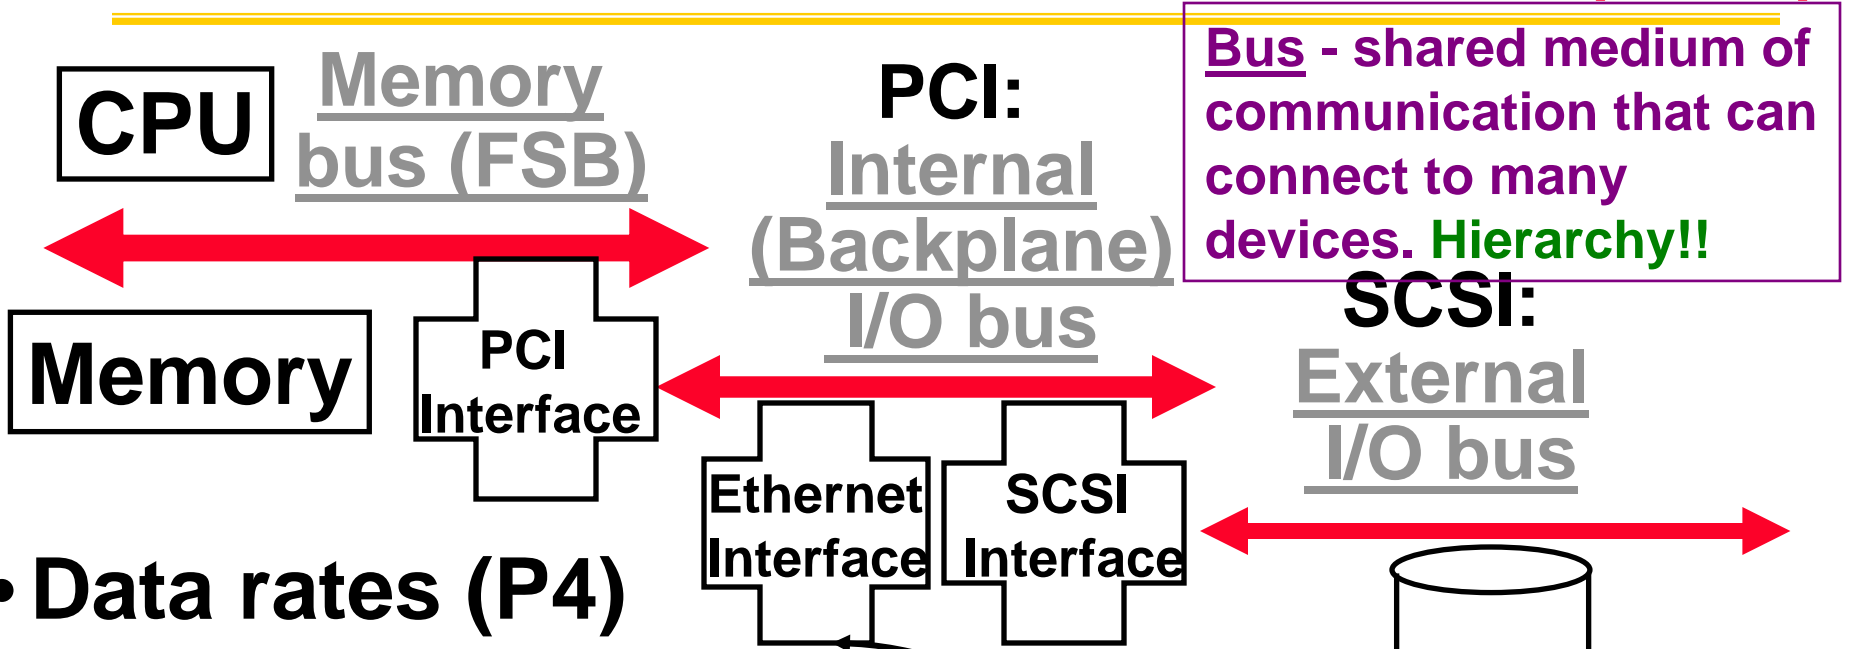 CPU
Memory
bus (FSB)
PCI:
Internal
(Backplane)
I/O bus
Bus - shared medium of
communication that can
connect to many
devices. Hierarchy!!
SCSI:
External
I/O bus
Memory
PCI
Interface
Ethernet
Interface
SCSI
Interface
• Data rates (P4)